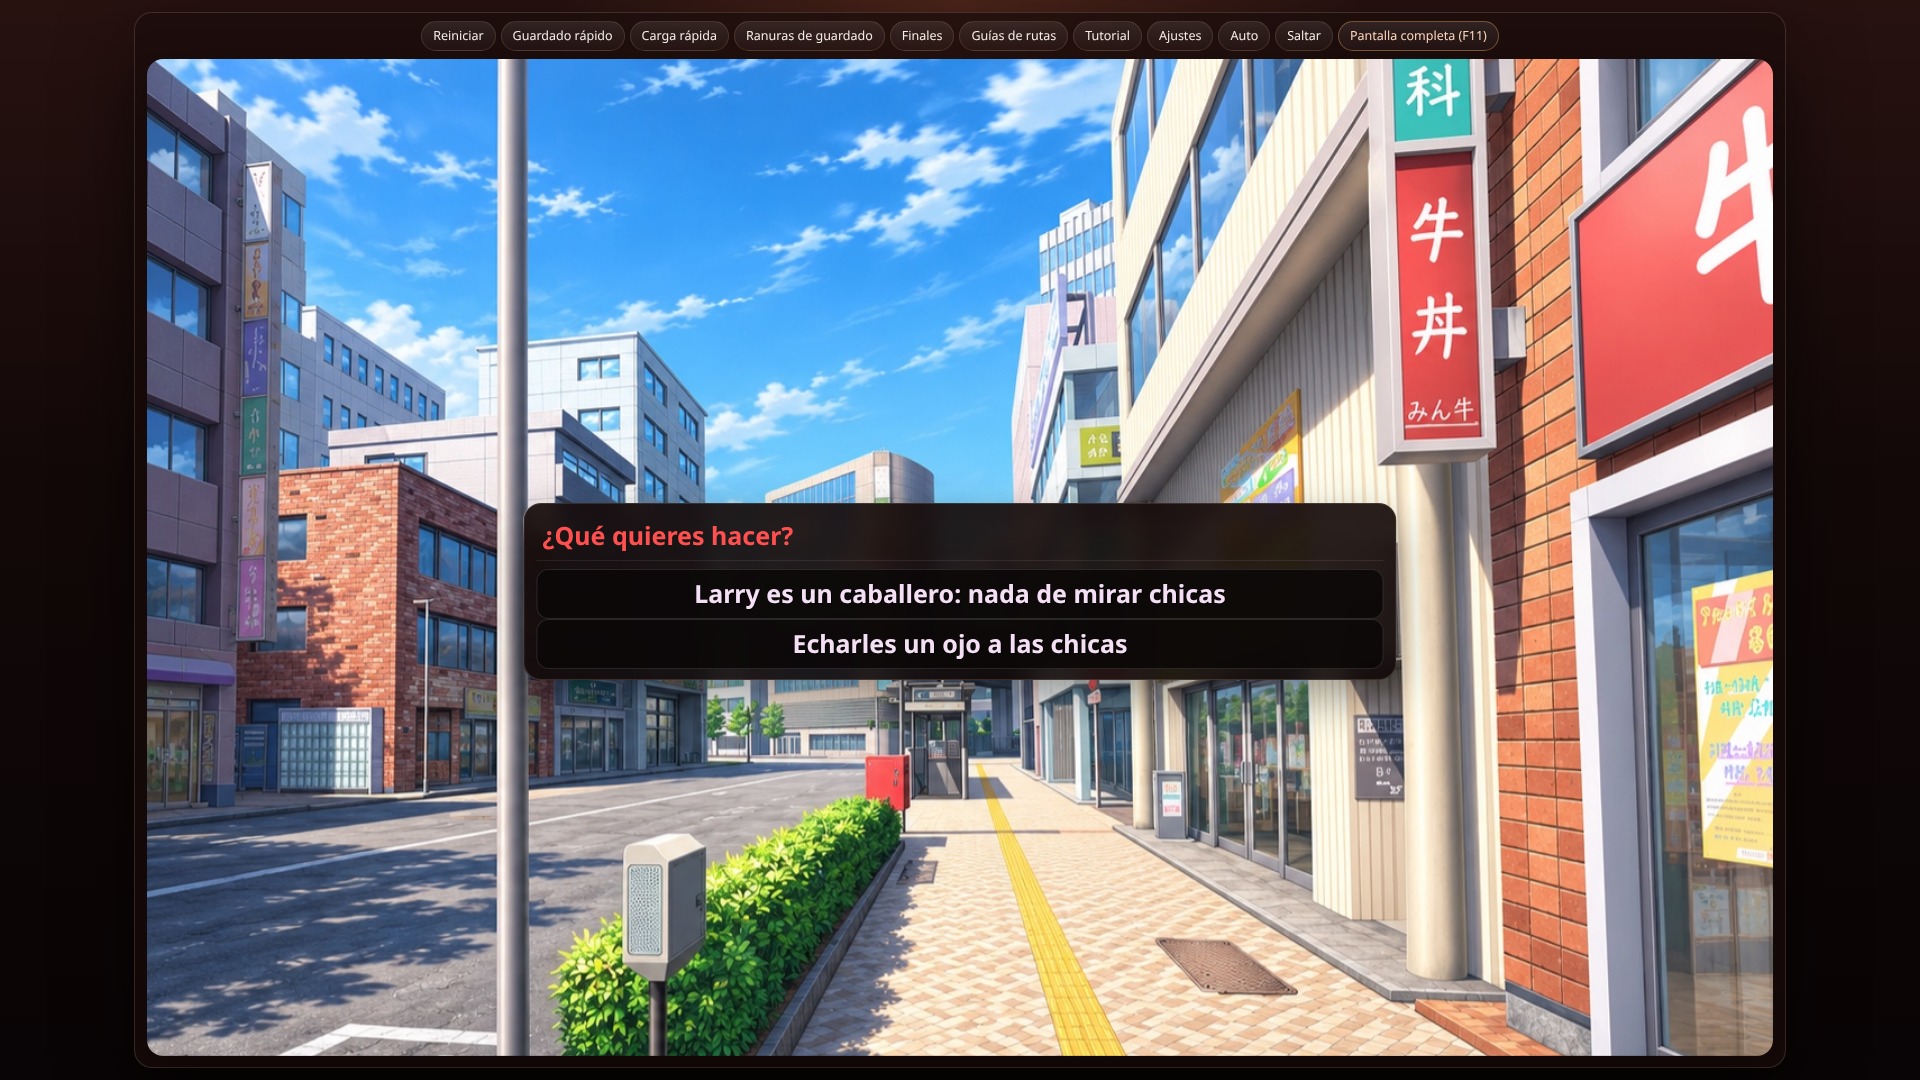 Reiniciar
Guardado rápido
Carga rápida
Ranuras de guardado
Finales
Guías de rutas
Tutorial
Ajustes
Auto
Saltar
Pantalla completa (F11)
科
牛
丼
みん牛
牛
¿Qué quieres hacer?
Larry es un caballero: nada de mirar chicas
Echarles un ojo a las chicas